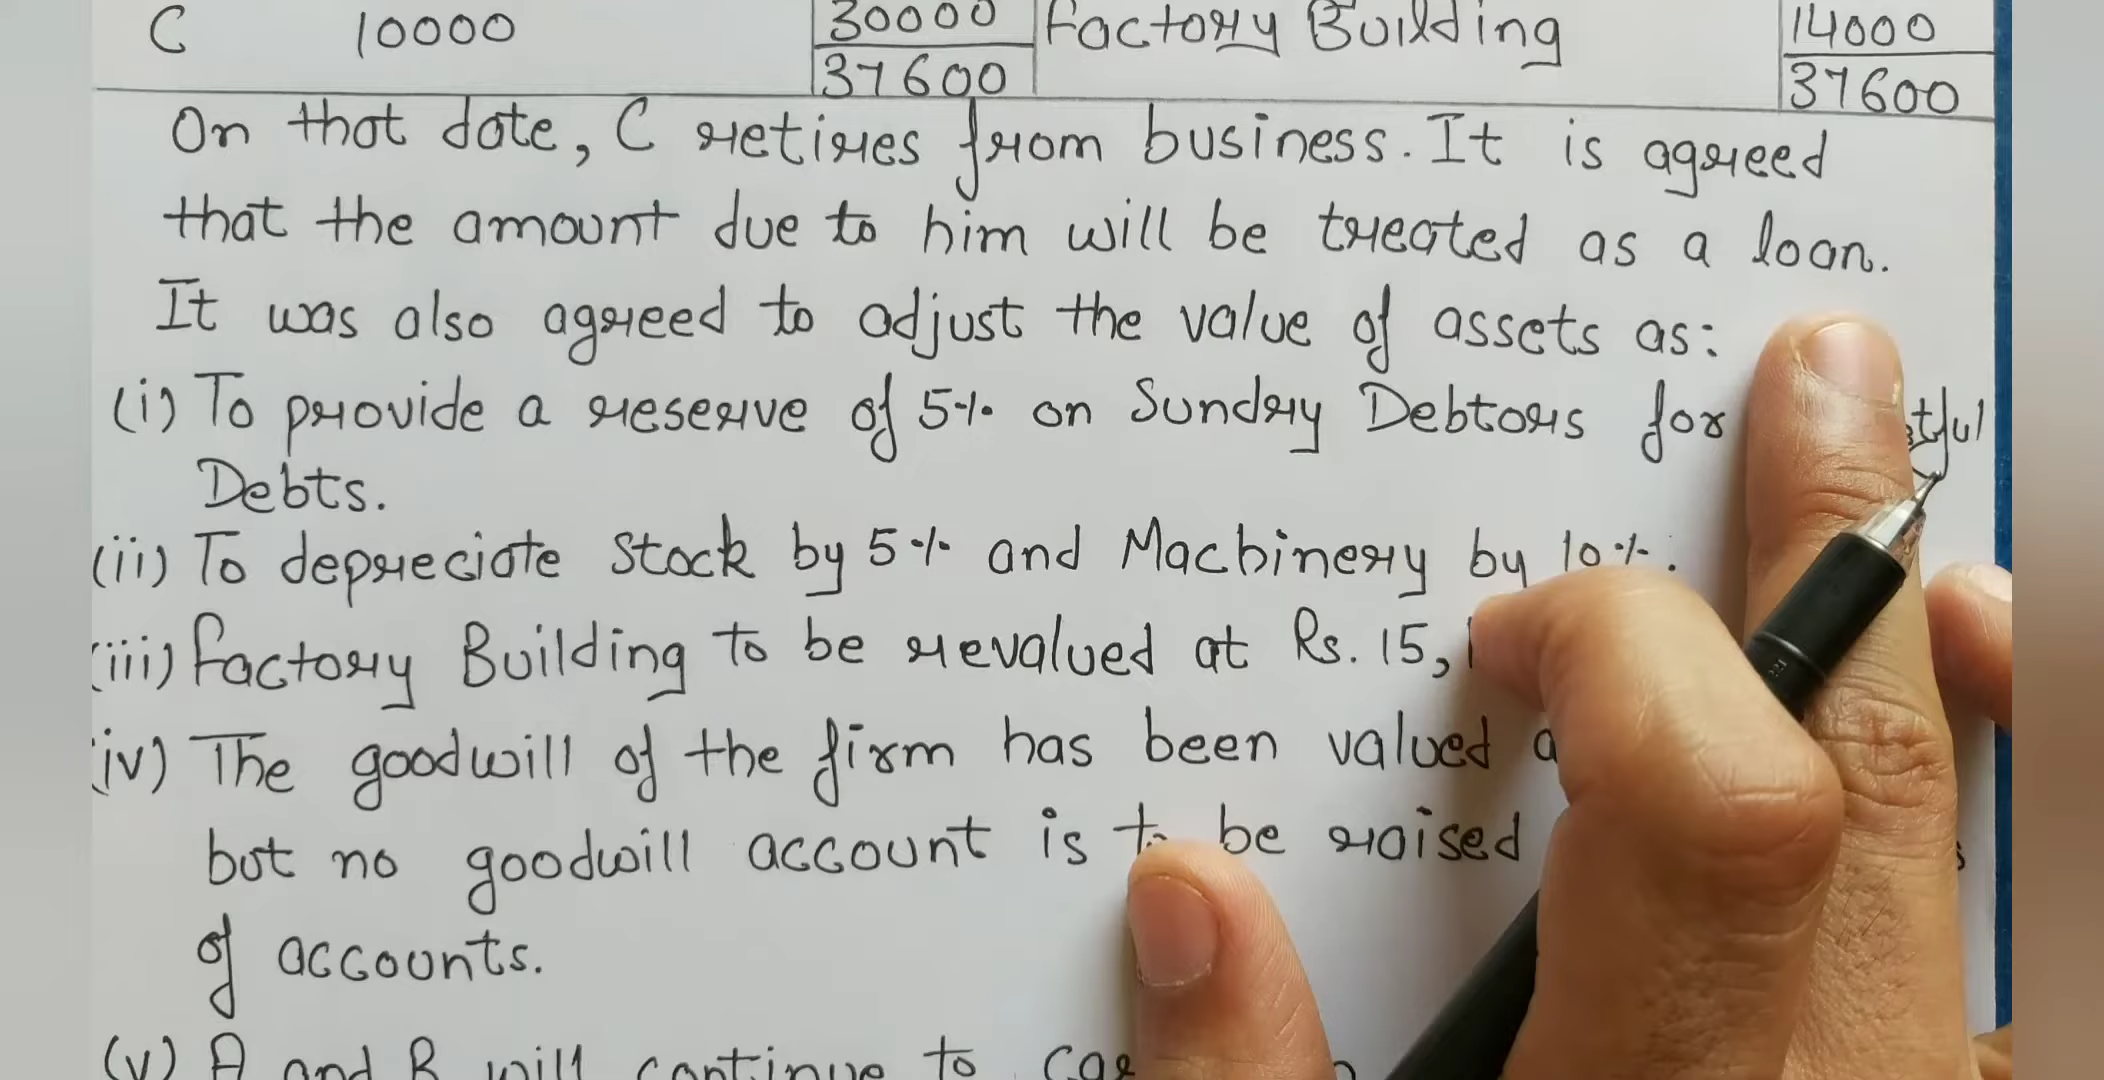 C 10000 30000 Factory Building 14000
37600 37600
On that date, C retires from business. It is agreed
that the amount due to him will be treated as a loan.
It was also agreed to adjust the value of assets as:
(i) To provide a reserve of 5% on Sundry Debtors for
Debts.
(ii) To depreciate stock by 5% and Machinery by 10%.
(iii) Factory Building to be revalued at Rs.
(iv) The goodwill of the firm has been valued
but no goodwill account is to be raised
of accounts.
(v) A and B will continue to